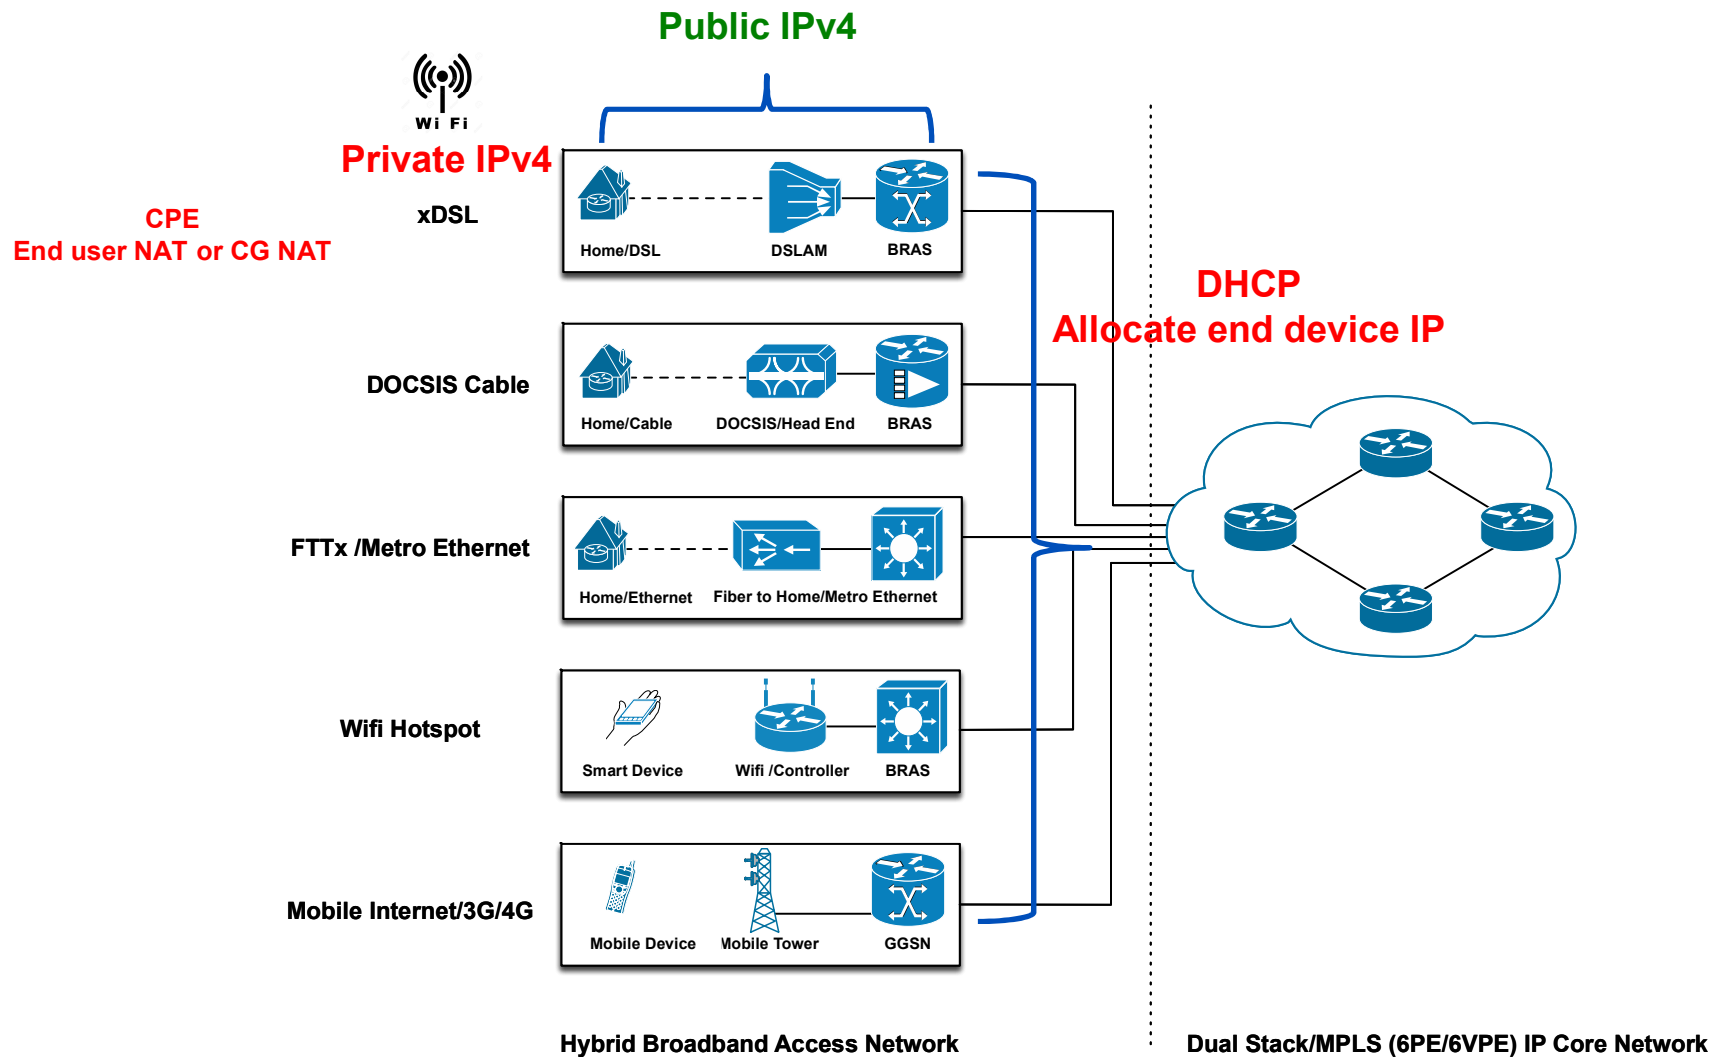 Public IPv4
Wi Fi
Private IPv4
xDSL
CPE
End user NAT or CG NAT
Home/DSL
DSLAM
BRAS
DHCP
Allocate end device IP
DOCSIS Cable
Home/Cable
DOCSIS/Head End
BRAS
FTTx /Metro Ethernet
Home/Ethernet
Fiber to Home/Metro Ethernet
Wifi Hotspot
Smart Device
Wifi /Controller
BRAS
Mobile Internet/3G/4G
Mobile Device
Mobile Tower
GGSN
Hybrid Broadband Access Network
Dual Stack/MPLS (6PE/6VPE) IP Core Network